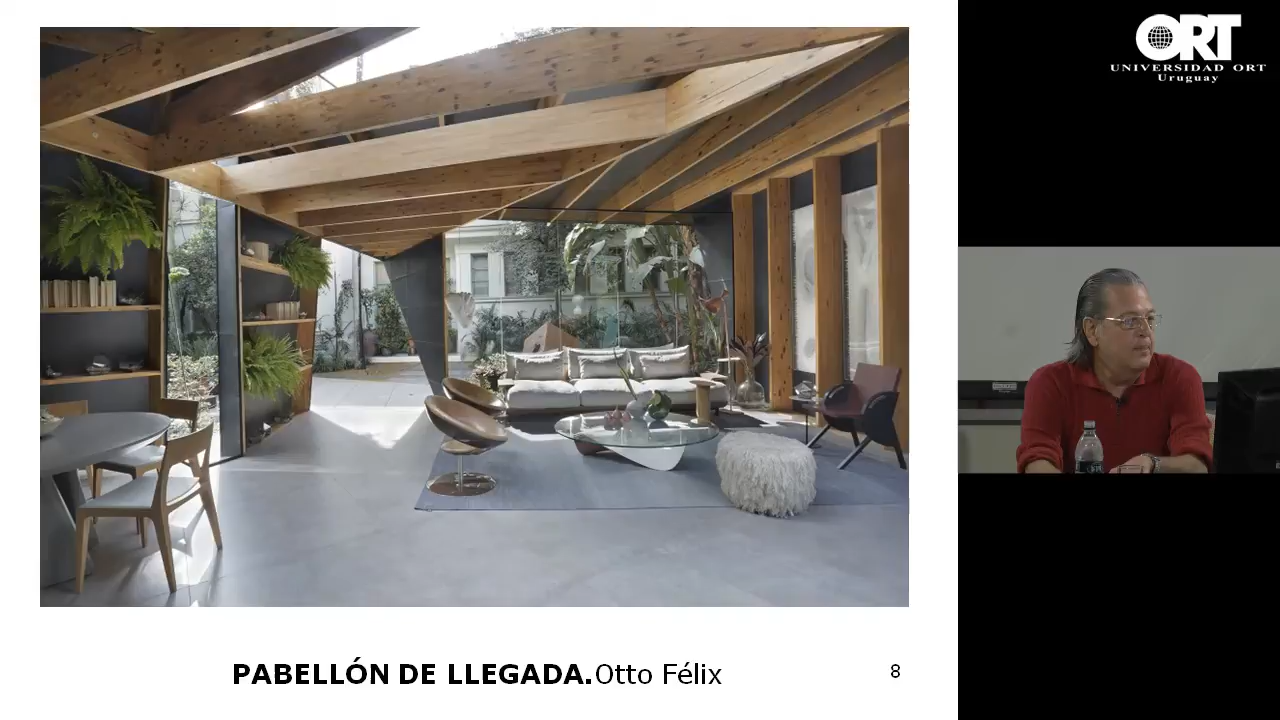 ORT
UNIVERSIDAD ORT
Uruguay
PABELLÓN DE LLEGADA.Otto Félix
8